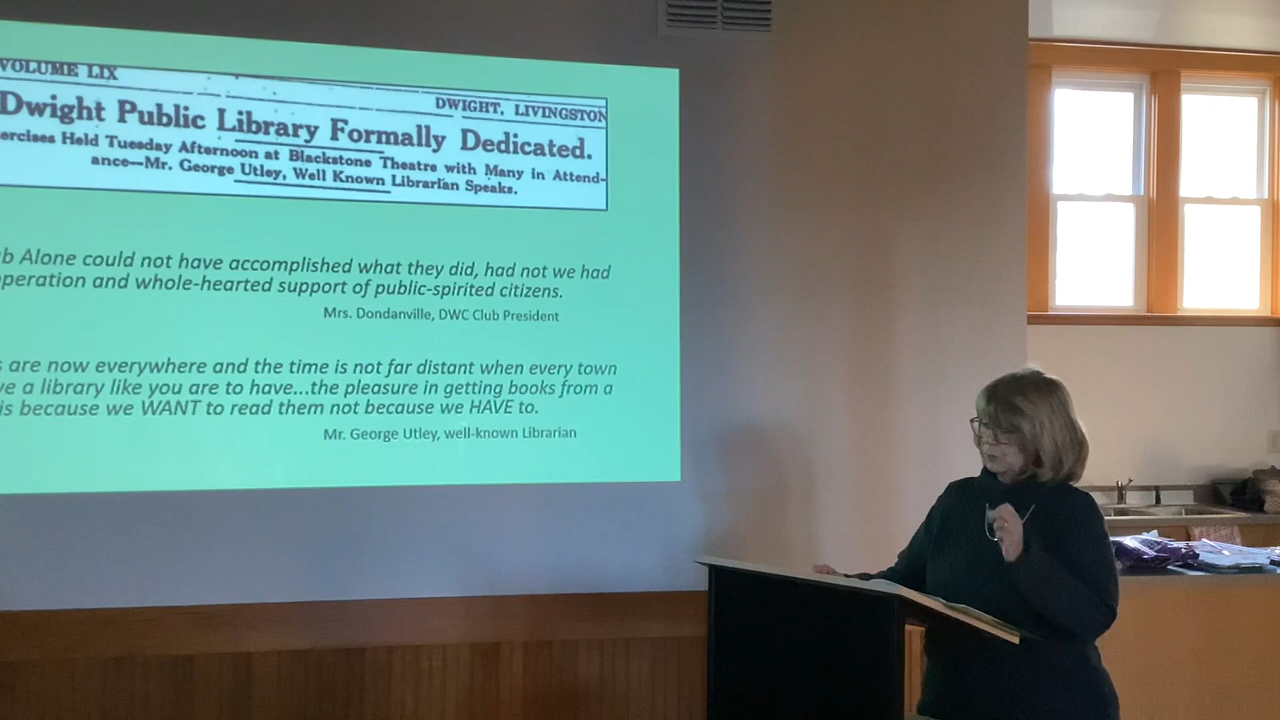 VOLUME LIX
DWIGHT, LIVINGSTON
Dwight Public Library Formally Dedicated.
ercises Held Tuesday Afternoon at Blackstone Theatre with Many in Attend-
ance—Mr. George Utley, Well Known Librarian Speaks.
b Alone could not have accomplished what they did, had not we had
peration and whole-hearted support of public-spirited citizens.
Mrs. Dondanville, DWC Club President
s are now everywhere and the time is not far distant when every town
ve a library like you are to have...the pleasure in getting books from a
is because we WANT to read them not because we HAVE to.
Mr. George Utley, well-known Librarian